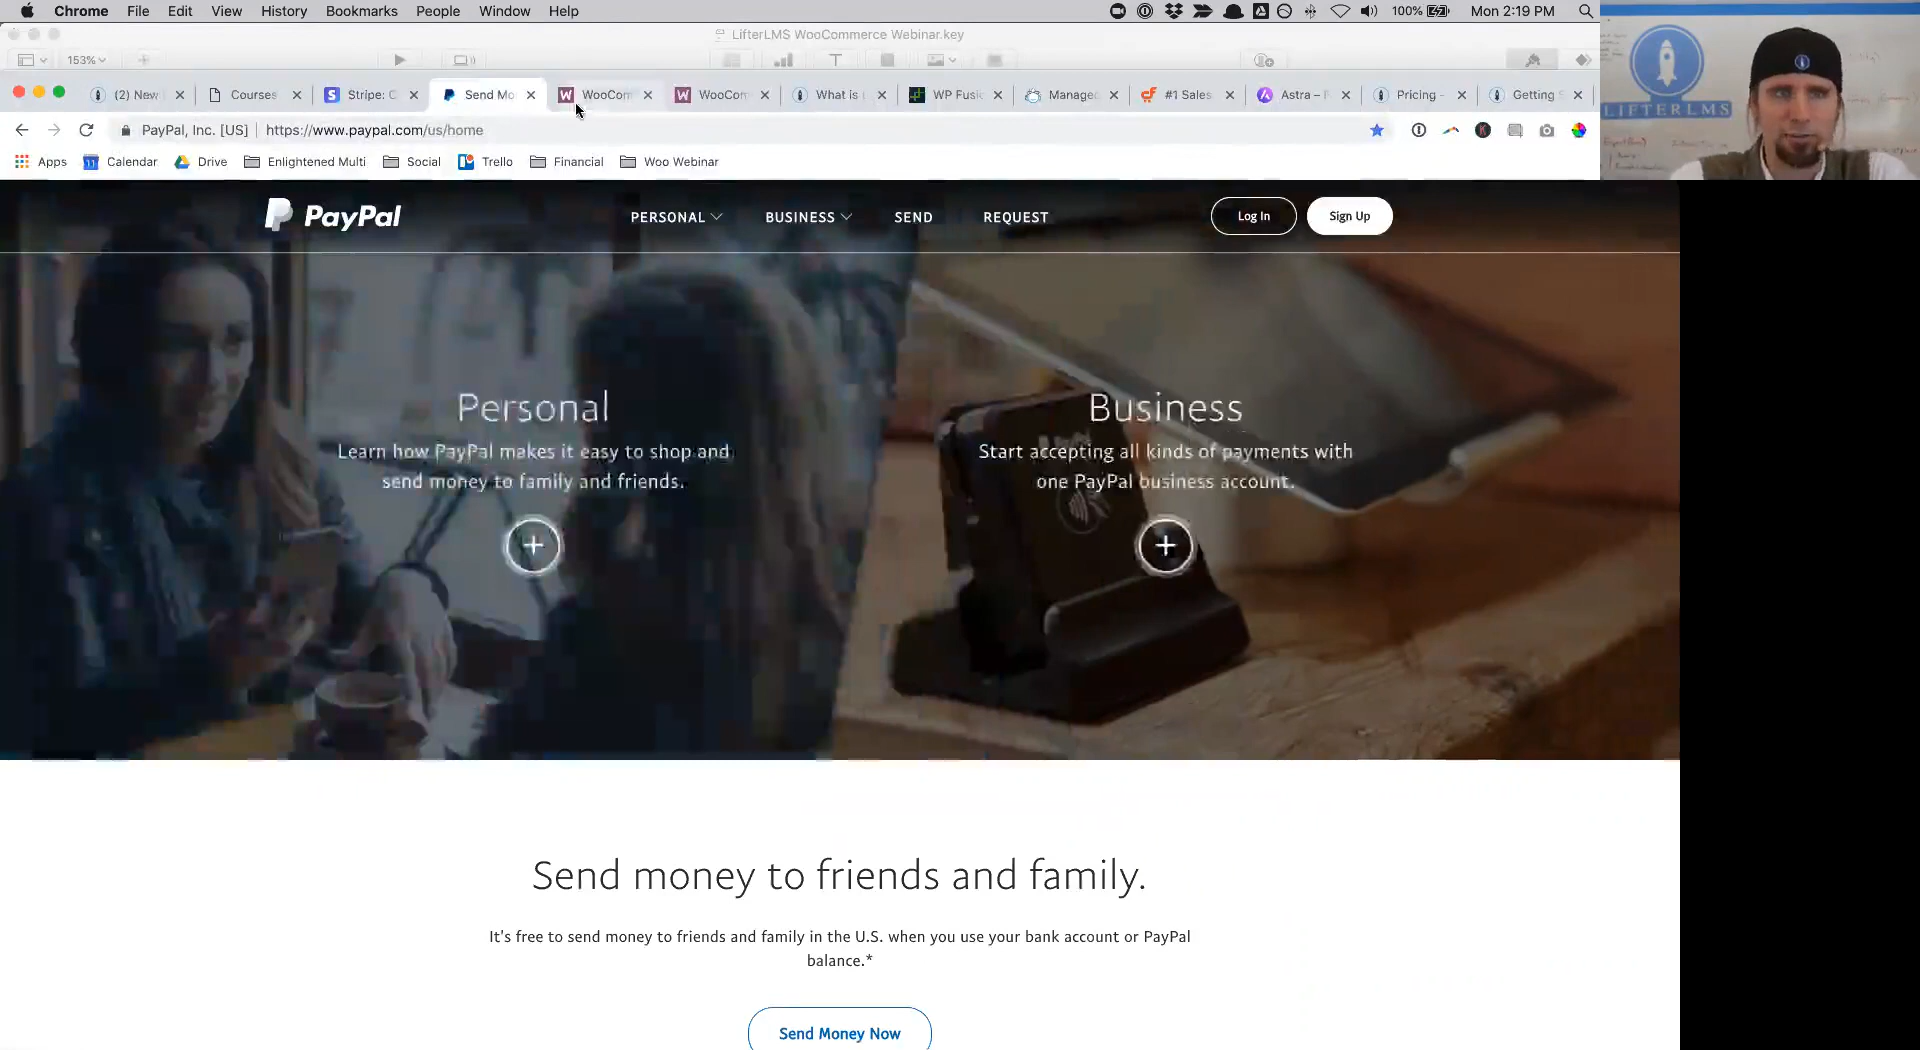 Chrome File Edit View History Bookmarks People Window Help 100% Mon 2:19 PM
LifterLMS WooCommerce Webinar.key
153%
(2) New Courses Stripe: C Send Mo WooCom WooCom What is WP Fusi Manage #1 Sales Astra – Pricing - Getting S
PayPal, Inc. [US] https://www.paypal.com/us/home
Apps Calendar Drive Enlightened Multi Social Trello Financial Woo Webinar
LIFTERLMS
PayPal PERSONAL BUSINESS SEND REQUEST Log In Sign Up
Personal
Learn how PayPal makes it easy to shop and
send money to family and friends.
Business
Start accepting all kinds of payments with
one PayPal business account.
Send money to friends and family.
It's free to send money to friends and family in the U.S. when you use your bank account or PayPal
balance.*
Send Money Now